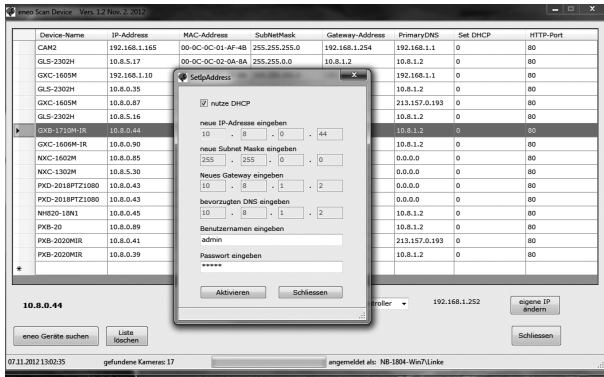 eneo Scan Device Vers. 1.2 Nov. 2. 2012
Device-Name IP-Address MAC-Address SubNetMask Gateway-Address PrimaryDNS Set DHCP HTTP-Port
CAM2 192.168.1.165 00-0C-0C-01-AF-4B 255.255.255.0 192.168.1.254 192.168.1.1 0 80
GLS-2302H 10.8.5.17 00-0C-0C-02-0A-8A 255.255.0.0 10.8.1.2 10.8.1.2 0 80
GXC-1605M 192.168.1.10 192.168.1.1 0 80
GLS-2302H 10.8.0.35 10.8.1.2 0 80
GXC-1605M 10.8.0.87 213.157.0.193 0 80
GLS-2302H 10.8.5.16 10.8.1.2 0 80
GXB-1710M-IR 10.8.0.44 10.8.1.2 0 80
GXC-1606M-IR 10.8.0.90 10.8.1.2 0 80
NXC-1602M 10.8.0.85 0.0.0.0 0 80
NXC-1302M 10.8.5.30 0.0.0.0 0 80
PXD-2018PTZ1080 10.8.0.43 0.0.0.0 0 80
PXD-2018PTZ1080 10.8.0.43 0.0.0.0 0 80
NH820-18N1 10.8.0.45 10.8.1.2 0 80
PXB-20 10.8.0.89 10.8.1.2 0 80
PXB-2020MIR 10.8.0.41 213.157.0.193 0 80
PXB-2020MIR 10.8.0.39 10.8.1.2 0 80
*
SetIpAddress x
nutze DHCP
neue IP-Adresse eingeben
10 . 8 . 0 . 44
neue Subnet Maske eingeben
255 . 255 . 0 . 0
Neues Gateway eingeben
10 . 8 . 1 . 2
bevorzugten DNS eingeben
10 . 8 . 1 . 2
Benutzernamen eingeben
admin
Passwort eingeben
*****
Aktivieren Schliessen
10.8.0.44
troller 192.168.1.252
eigene IP
ändern
eneo Geräte suchen
Liste
löschen
Schliessen
07.11.2012 13:02:35 gefundene Kameras: 17 angemeldet als: NB-1804-Win7\Linke